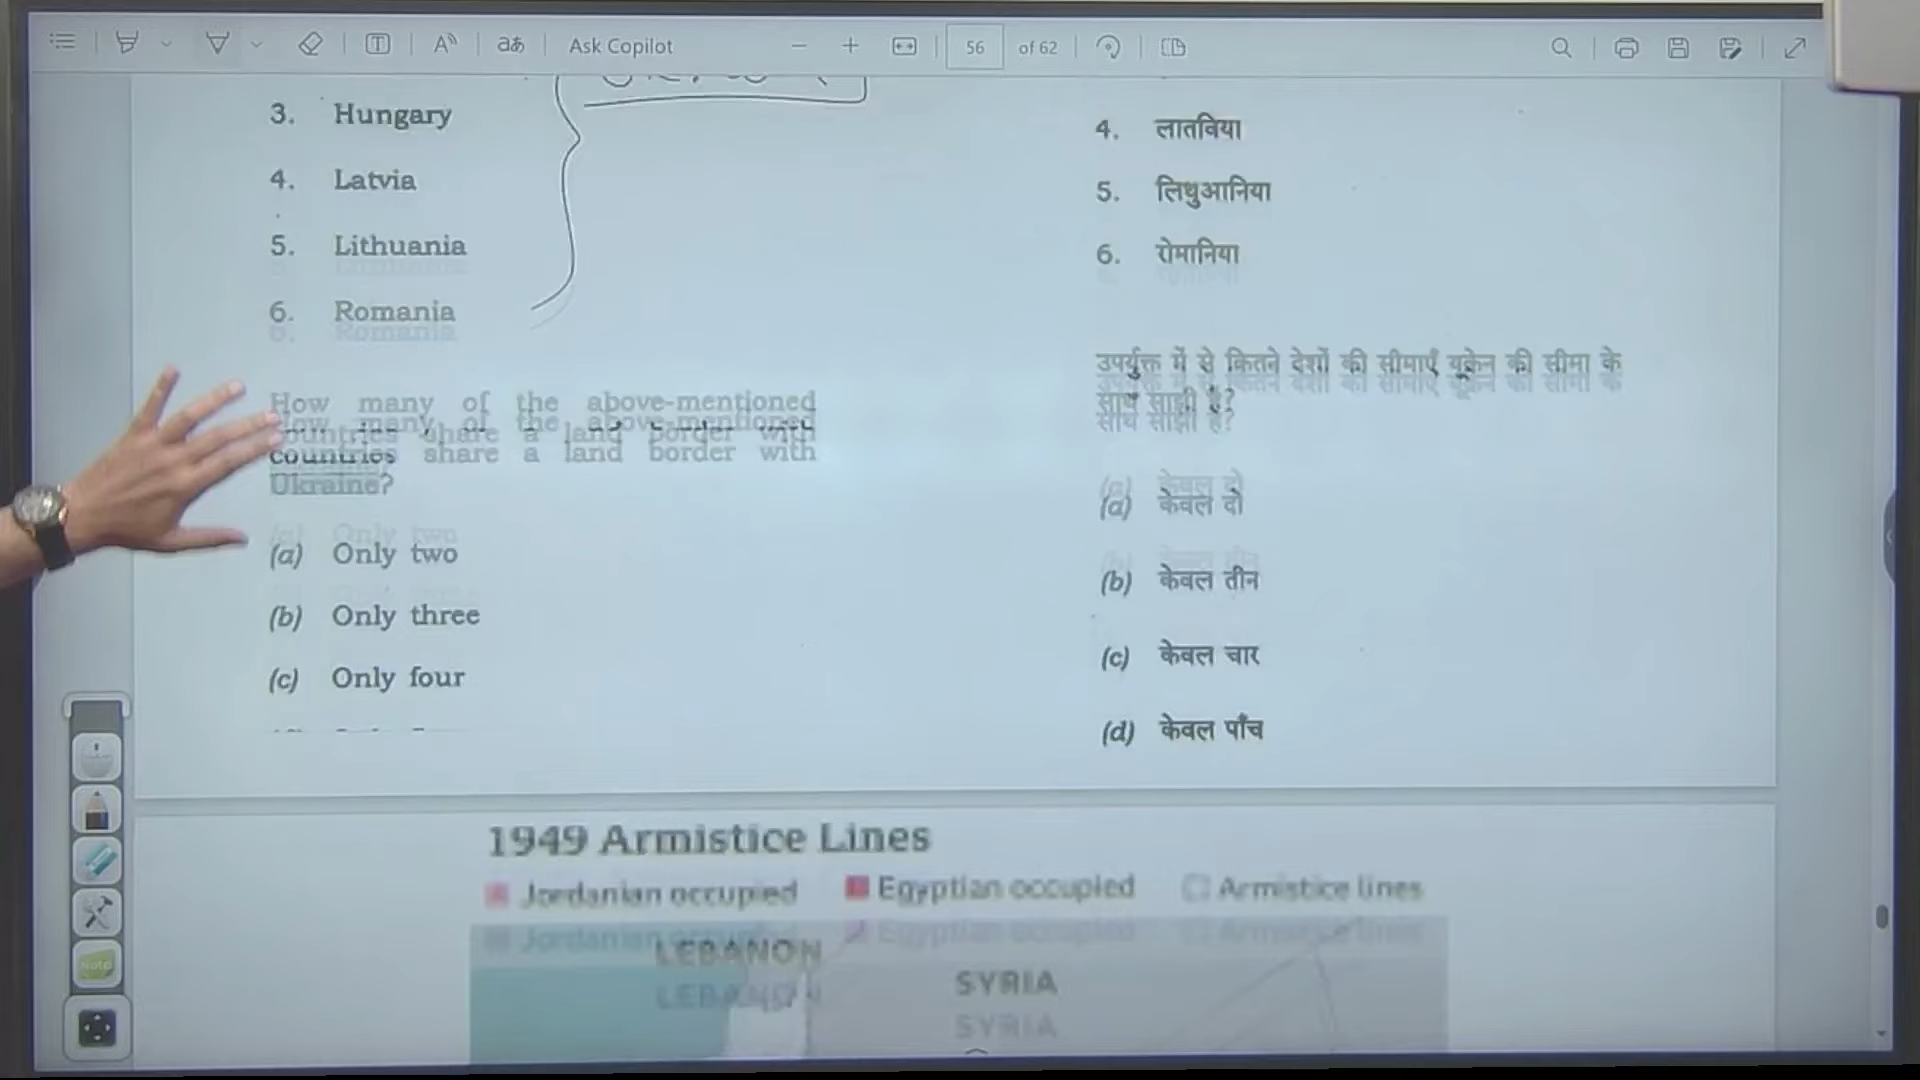 Ask Copilot
56 of 62
3. Hungary
4. Latvia
5. Lithuania
6. Romania
How many of the above-mentioned
countries share a land border with
Ukraine?
(a) Only two
(b) Only three
(c) Only four
4. लातविया
5. लिथुआनिया
6. रोमानिया
उपर्युक्त में से कितने देशों की सीमाएँ यूक्रेन की सीमा के
साथ साझी हैं?
(a) केवल दो
(b) केवल तीन
(c) केवल चार
(d) केवल पाँच
1949 Armistice Lines
Jordanian occupied Egyptian occupied Armistice lines
LEBANON
SYRIA
Note